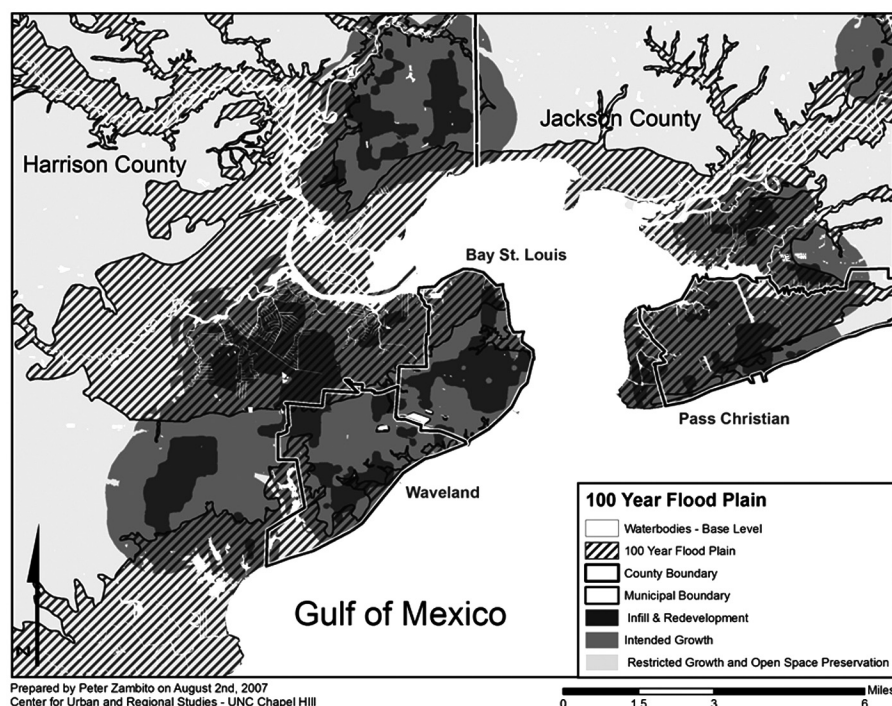 Harrison County
Jackson County
Bay St. Louis
Pass Christian
Waveland
Gulf of Mexico
100 Year Flood Plain
Waterbodies - Base Level
100 Year Flood Plain
County Boundary
Municipal Boundary
Infill & Redevelopment
Intended Growth
Restricted Growth and Open Space Preservation
N
Prepared by Peter Zambito on August 2nd, 2007
Center for Urban and Regional Studies - UNC Chapel HIll
Miles
0 1.5 3 6